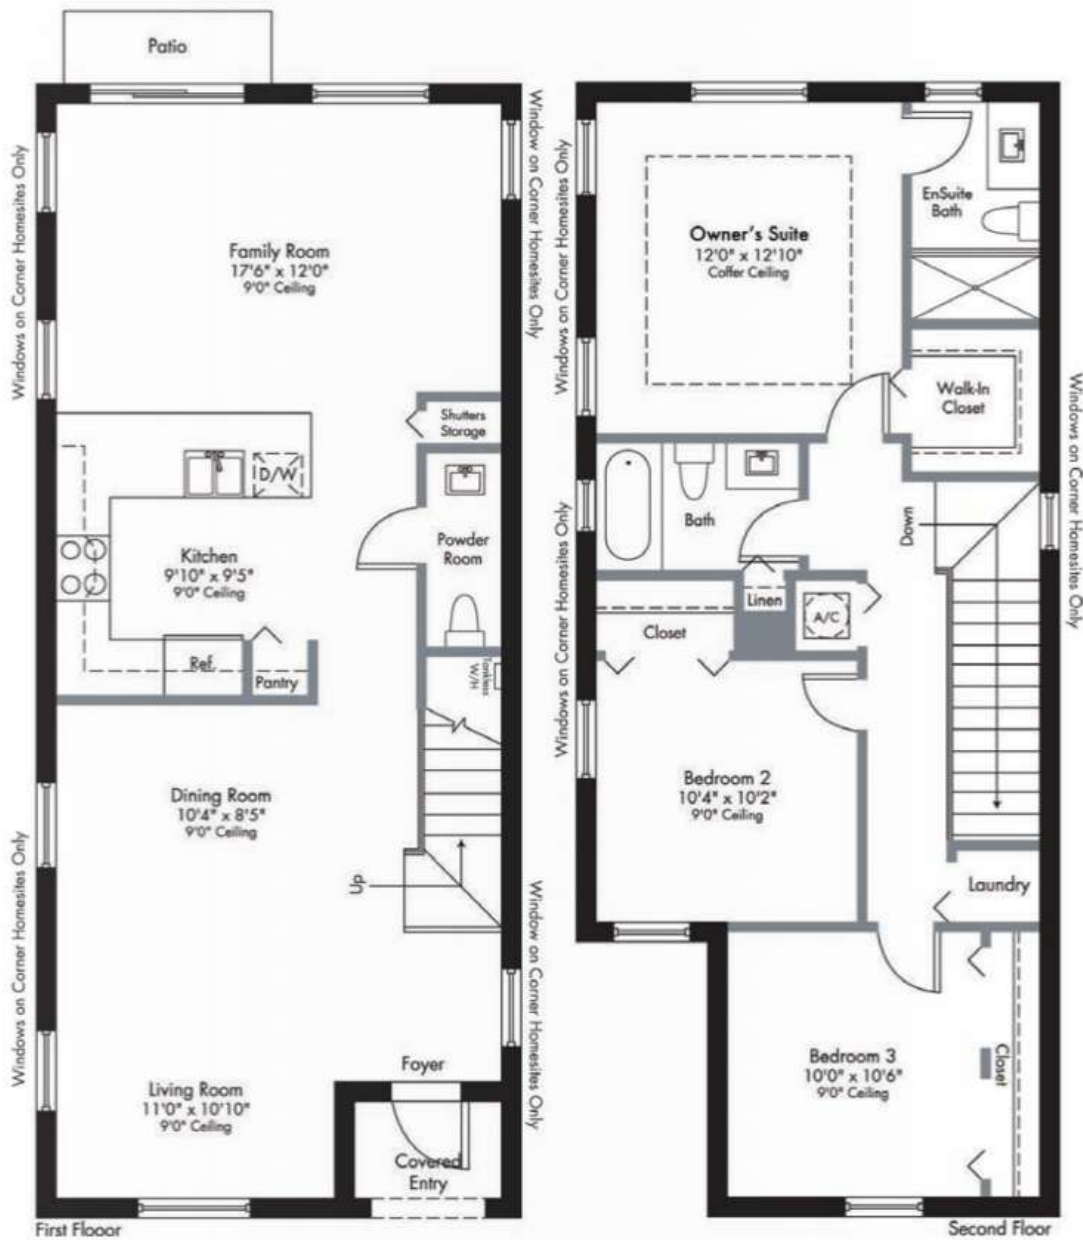 Patio
Windows on Corner Homesites Only
Window on Corner Homesites Only
Family Room
17'6" x 12'0"
9'0" Ceiling
Shutters
Storage
D/W
Kitchen
9'10" x 9'5"
9'0" Ceiling
Powder
Room
Ref.
Pantry
Tankless
W/H
Dining Room
10'4" x 8'5"
9'0" Ceiling
Up
Windows on Corner Homesites Only
Window on Corner Homesites Only
Foyer
Living Room
11'0" x 10'10"
9'0" Ceiling
Covered
Entry
First Flooor
Windows on Corner Homesites Only
Owner's Suite
12'0" x 12'10"
Coffer Ceiling
EnSuite
Bath
Walk-In
Closet
Windows on Corner Homesites Only
Windows on Corner Homesites Only
Bath
Down
Linen
A/C
Closet
Bedroom 2
10'4" x 10'2"
9'0" Ceiling
Laundry
Bedroom 3
10'0" x 10'6"
9'0" Ceiling
Closet
Second Floor